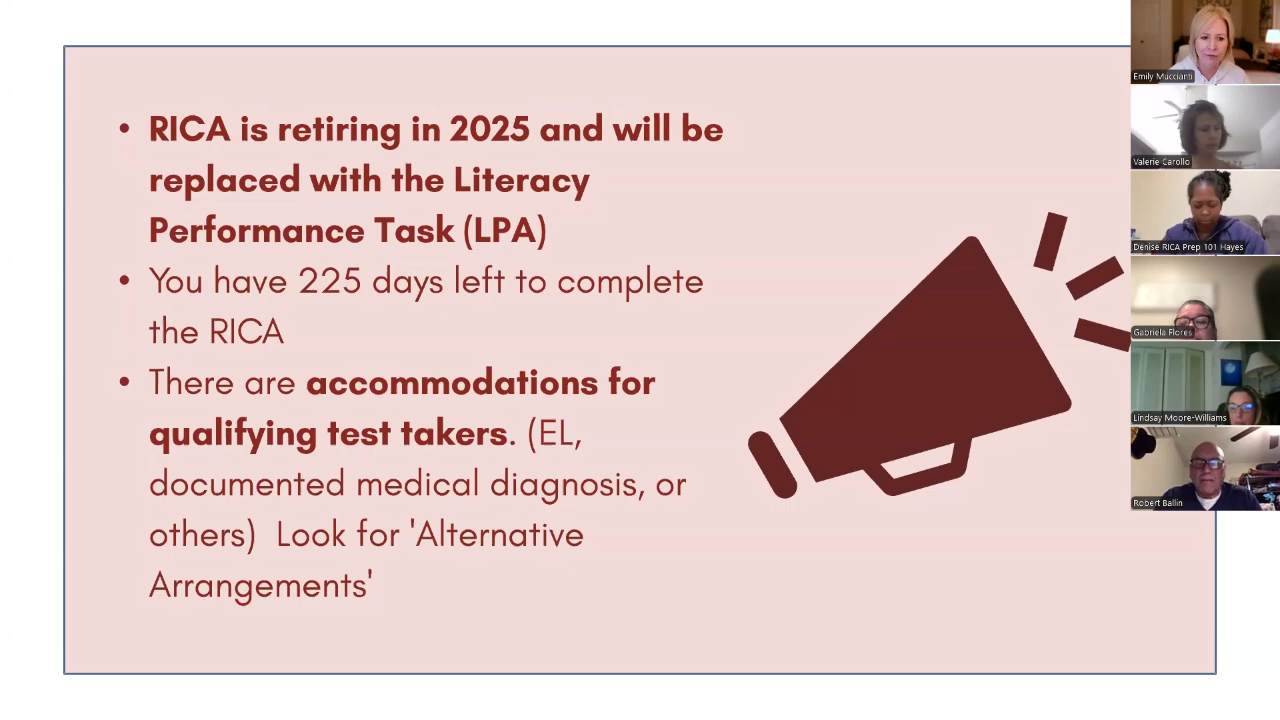 • RICA is retiring in 2025 and will be
replaced with the Literacy
Performance Task (LPA)
• You have 225 days left to complete
the RICA
• There are accommodations for
qualifying test takers. (EL,
documented medical diagnosis, or
others)  Look for 'Alternative
Arrangements'
Emily Muccianti
Valerie Carollo
Denise RICA Prep 101 Hayes
Gabriela Flores
Lindsay Moore-Williams
Robert Ballin